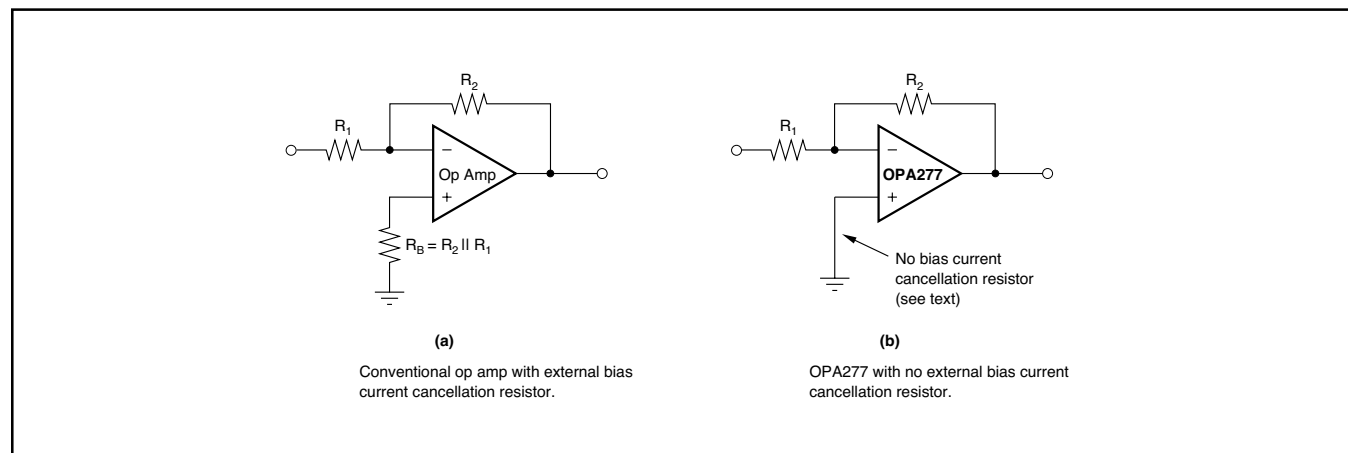 R2
R1
−
Op Amp
+
RB = R2 || R1
(a)
Conventional op amp with external bias
current cancellation resistor.
R2
R1
−
OPA277
+
No bias current
cancellation resistor
(see text)
(b)
OPA277 with no external bias current
cancellation resistor.